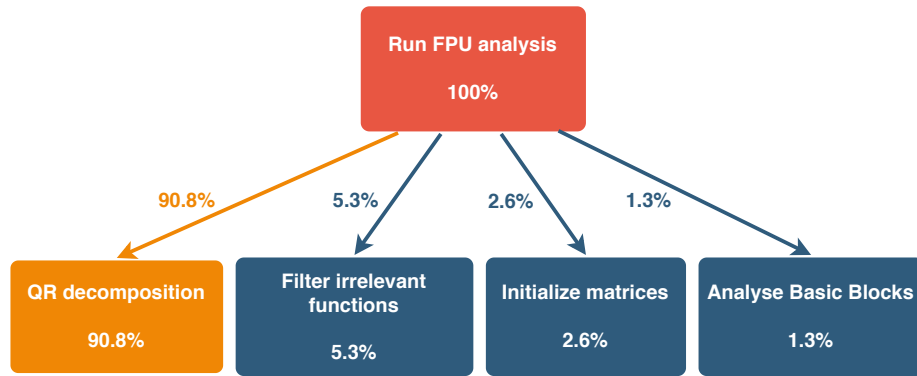 Run FPU analysis
100%
90.8%
5.3%
2.6%
1.3%
QR decomposition
90.8%
Filter irrelevant
functions
5.3%
Initialize matrices
2.6%
Analyse Basic Blocks
1.3%